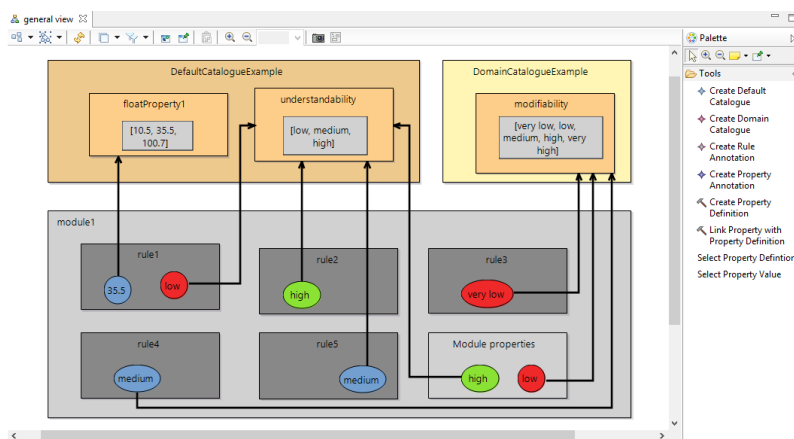 general view
Palette
DefaultCatalogueExample
DomainCatalogueExample
floatProperty1
understandability
modifiability
[10.5, 35.5,
100.7]
[low, medium,
high]
[very low, low,
medium, high, very
high]
module1
rule1
rule2
rule3
35.5
low
high
very low
rule4
rule5
Module properties
medium
medium
high
low
Tools
Create Default
Catalogue
Create Domain
Catalogue
Create Rule
Annotation
Create Property
Annotation
Create Property
Definition
Link Property with
Property Definition
Select Property Defintion
Select Property Value